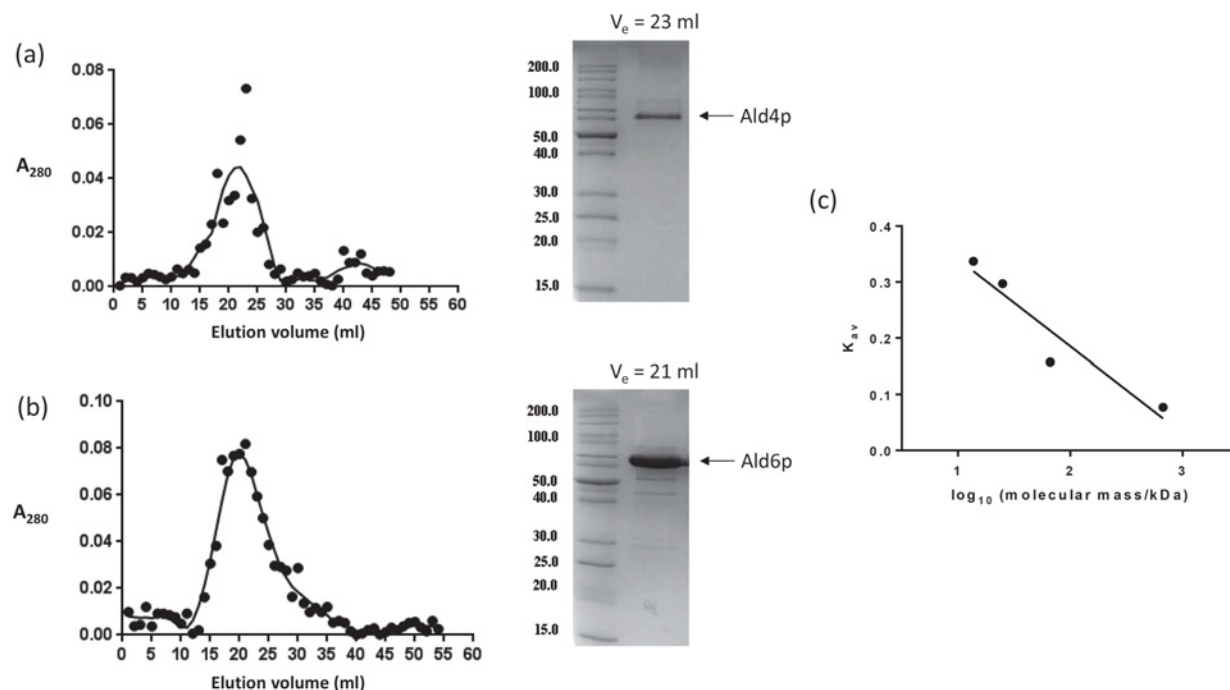 (a)
A280
0.08
0.06
0.04
0.02
0.00
0 5 10 15 20 25 30 35 40 45 50 55 60
Elution volume (ml)
Ve = 23 ml
200.0
100.0
50.0
40.0
30.0
25.0
20.0
15.0
Ald4p
(b)
A280
0.10
0.08
0.06
0.04
0.02
0.00
0 5 10 15 20 25 30 35 40 45 50 55 60
Elution volume (ml)
Ve = 21 ml
200.0
100.0
50.0
40.0
30.0
25.0
20.0
15.0
Ald6p
(c)
Kav
0.4
0.3
0.2
0.1
0.0
1 2 3
log10 (molecular mass/kDa)